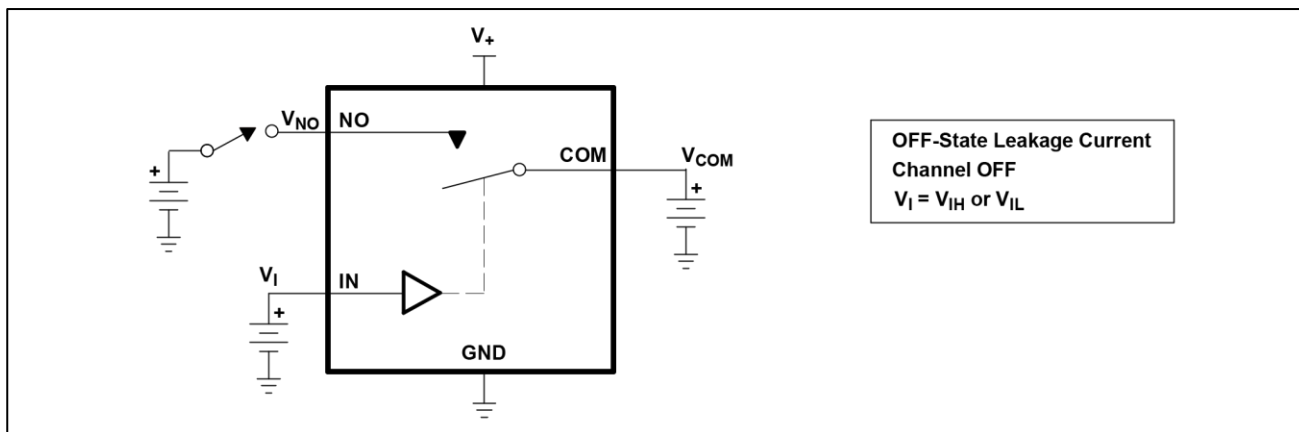 V+
VNO NO
+
COM VCOM
+
VI IN
+
GND
OFF-State Leakage Current
Channel OFF
VI = VIH or VIL